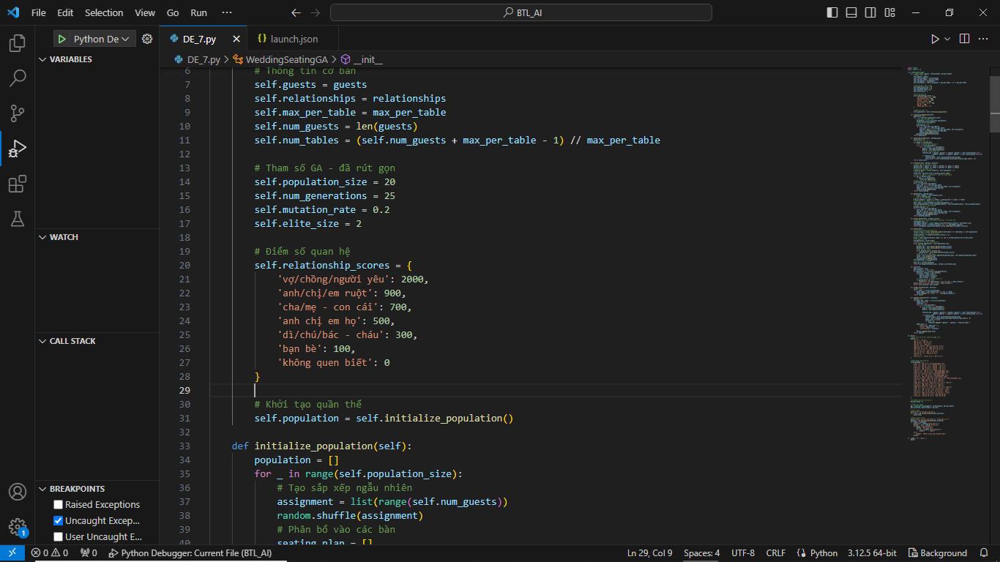 File Edit Selection View Go Run ··· BTL_AI
Python De
DE_7.py
{} launch.json
DE_7.py > WeddingSeatingGA > __init__
VARIABLES
WATCH
CALL STACK
BREAKPOINTS
Raised Exceptions
Uncaught Excep...
User Uncaught E...
1
6 # Thông tin cơ bản
7 self.guests = guests
8 self.relationships = relationships
9 self.max_per_table = max_per_table
10 self.num_guests = len(guests)
11 self.num_tables = (self.num_guests + max_per_table - 1) // max_per_table
12
13 # Tham số GA - đã rút gọn
14 self.population_size = 20
15 self.num_generations = 25
16 self.mutation_rate = 0.2
17 self.elite_size = 2
18
19 # Điểm số quan hệ
20 self.relationship_scores = {
21 'vợ/chồng/người yêu': 2000,
22 'anh/chị/em ruột': 900,
23 'cha/mẹ - con cái': 700,
24 'anh chị em họ': 500,
25 'dì/chú/bác - cháu': 300,
26 'bạn bè': 100,
27 'không quen biết': 0
28 }
29
30 # Khởi tạo quần thể
31 self.population = self.initialize_population()
32
33 def initialize_population(self):
34 population = []
35 for _ in range(self.population_size):
36 # Tạo sắp xếp ngẫu nhiên
37 assignment = list(range(self.num_guests))
38 random.shuffle(assignment)
39 # Phân bổ vào các bàn
40 seating_plan = []
0 0 0 Python Debugger: Current File (BTL_AI) Ln 29, Col 9 Spaces: 4 UTF-8 CRLF Python 3.12.5 64-bit Background